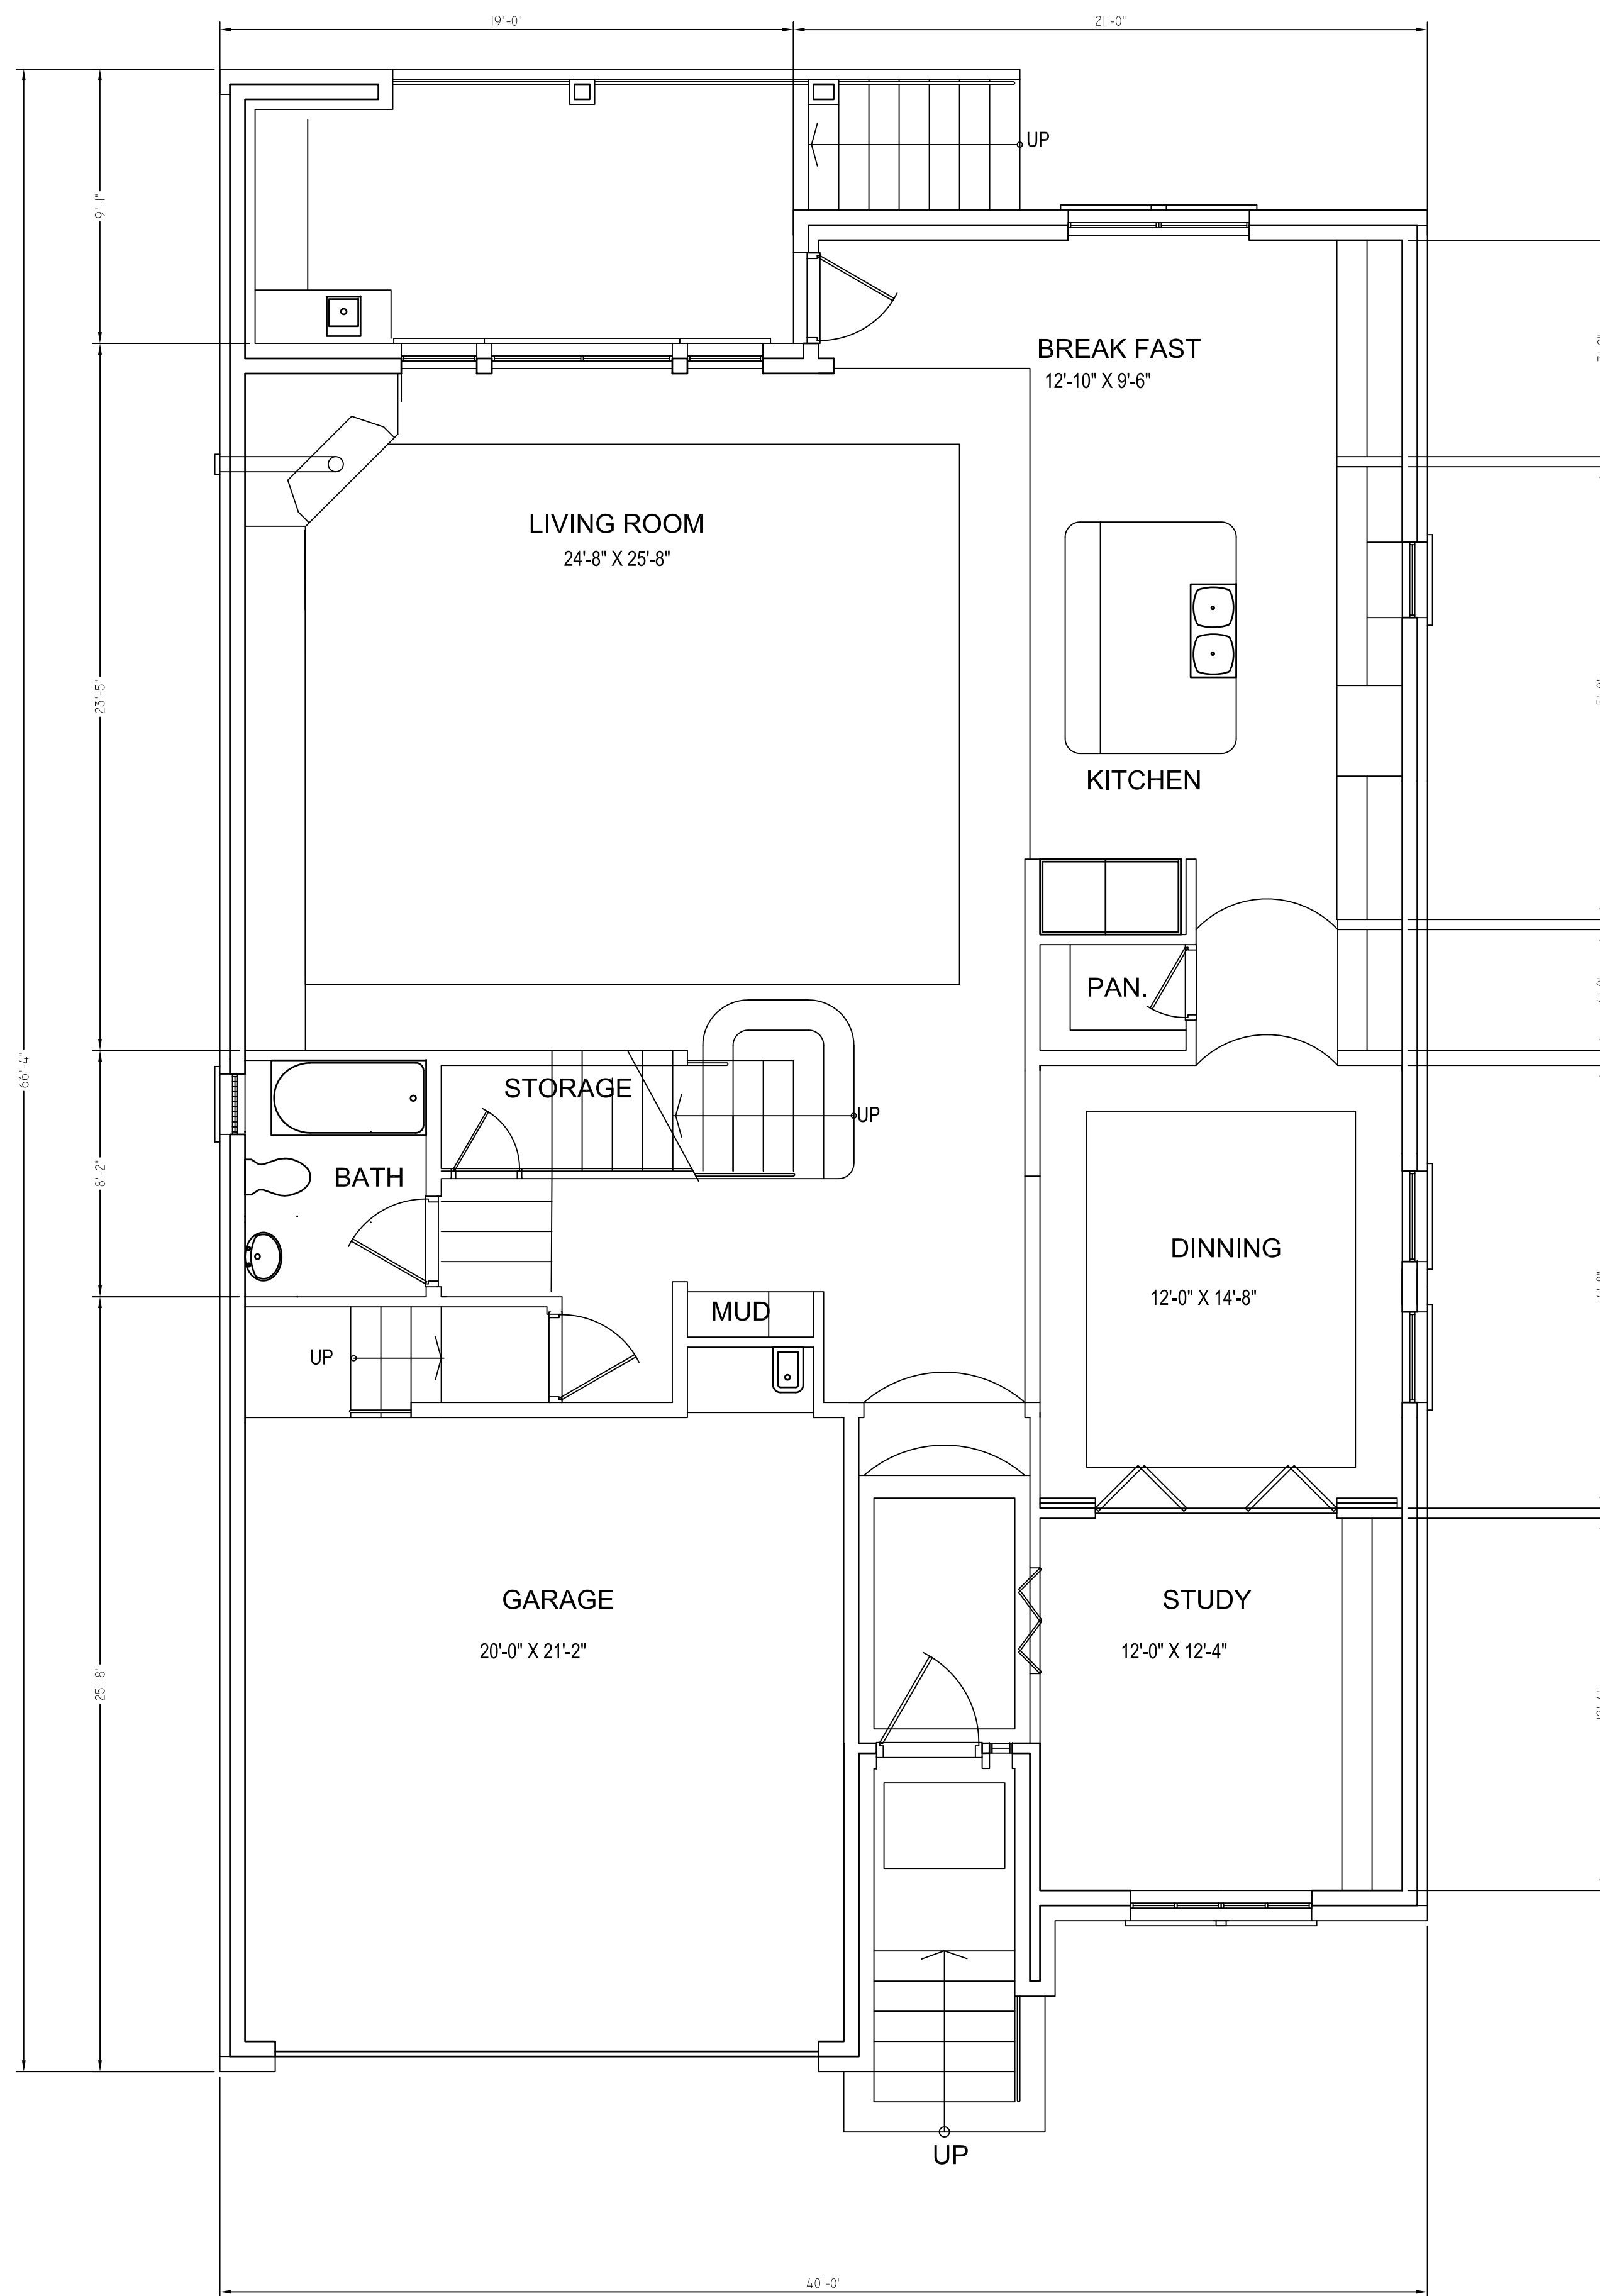 19'-0"
21'-0"
UP
9'-1"
BREAK FAST
12'-10" X 9'-6"
LIVING ROOM
24'-8" X 25'-8"
23'-5"
KITCHEN
PAN.
66'-4"
STORAGE
UP
8'-2"
BATH
DINNING
12'-0" X 14'-8"
MUD
UP
GARAGE
20'-0" X 21'-2"
STUDY
12'-0" X 12'-4"
25'-8"
UP
40'-0"